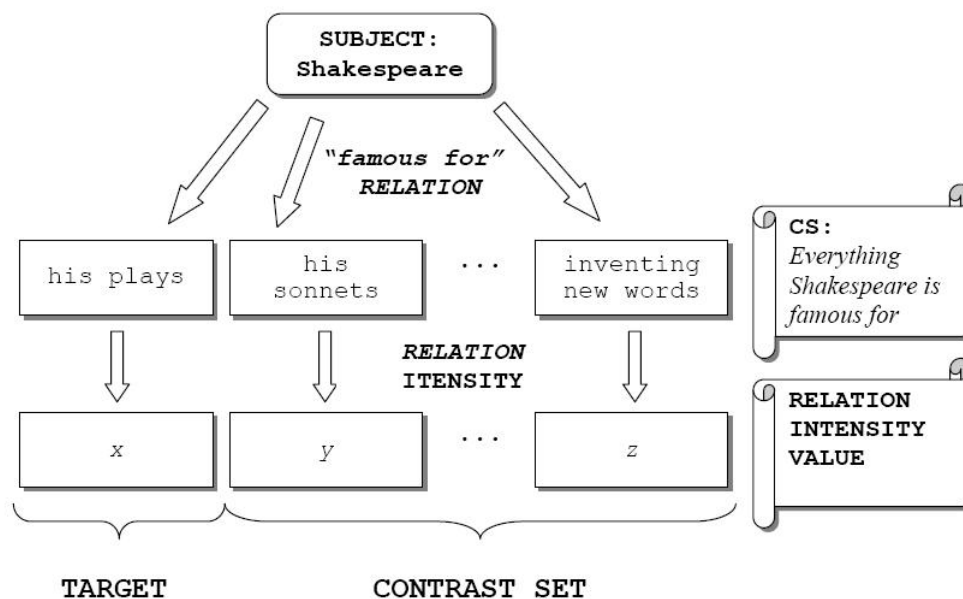 SUBJECT:
Shakespeare
“famous for”
RELATION
his plays
his
sonnets
...
inventing
new words
CS:
Everything
Shakespeare is
famous for
RELATION
ITENSITY
x
y
...
z
RELATION
INTENSITY
VALUE
TARGET
CONTRAST SET